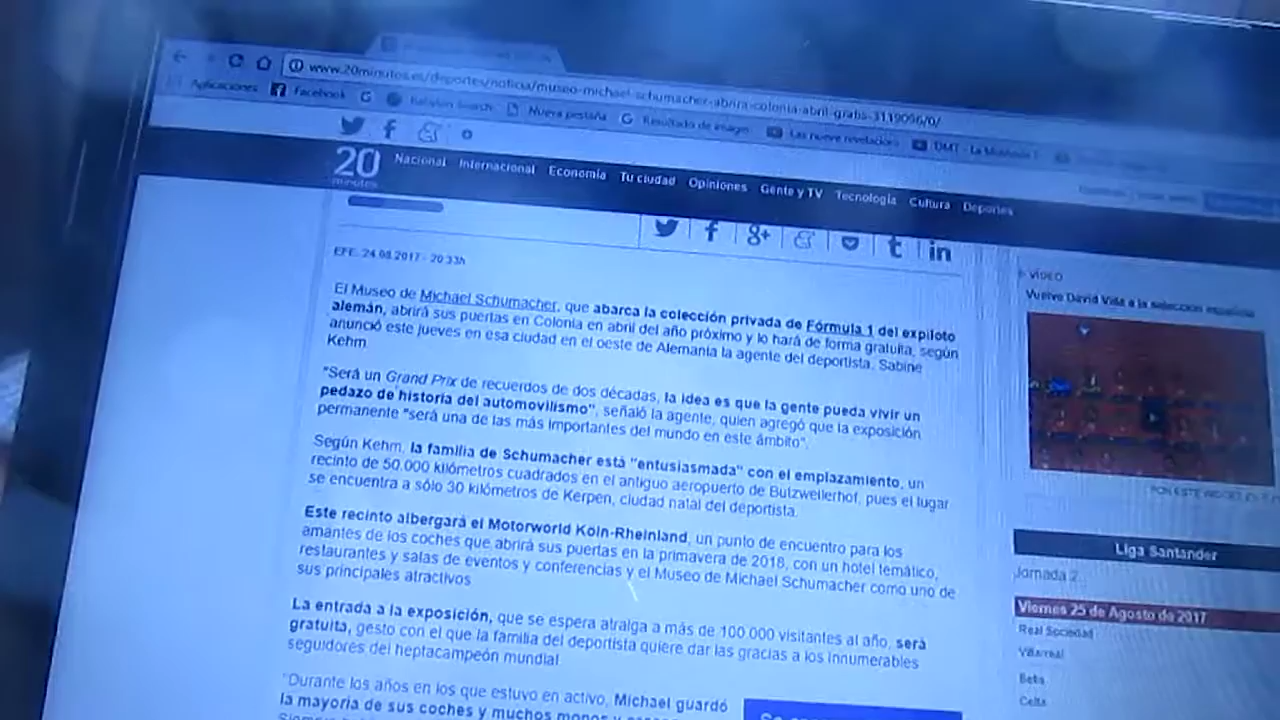 www.20minutos.es/deportes/noticia/museo-michael-schumacher-abrira-colonia-abril-gratis-3119096/0/
Aplicaciones Facebook Babylon Search Nueva pestaña Resultado de imagen Las nueve revelacion DMT - La Molécula
20
minutos
Nacional Internacional Economía Tu ciudad Opiniones Gente y TV Tecnología Cultura Deportes
EFE. 24.08.2017 - 20:33h
El Museo de Michael Schumacher, que abarca la colección privada de Fórmula 1 del expiloto
alemán, abrirá sus puertas en Colonia en abril del año próximo y lo hará de forma gratuita, según
anunció este jueves en esa ciudad en el oeste de Alemania la agente del deportista, Sabine
Kehm.
"Será un Grand Prix de recuerdos de dos décadas, la idea es que la gente pueda vivir un
pedazo de historia del automovilismo", señaló la agente, quien agregó que la exposición
permanente "será una de las más importantes del mundo en este ámbito".
Según Kehm, la familia de Schumacher está "entusiasmada" con el emplazamiento, un
recinto de 50.000 kilómetros cuadrados en el antiguo aeropuerto de Butzweilerhof, pues el lugar
se encuentra a sólo 30 kilómetros de Kerpen, ciudad natal del deportista.
Este recinto albergará el Motorworld Köln-Rheinland, un punto de encuentro para los
amantes de los coches que abrirá sus puertas en la primavera de 2018, con un hotel temático,
restaurantes y salas de eventos y conferencias y el Museo de Michael Schumacher como uno de
sus principales atractivos
La entrada a la exposición, que se espera atraiga a más de 100.000 visitantes al año, será
gratuita, gesto con el que la familia del deportista quiere dar las gracias a los innumerables
seguidores del heptacampeón mundial
"Durante los años en los que estuvo en activo, Michael guardó
la mayoría de sus coches y muchos monos y
VÍDEO
Vuelve David Villa a la selección española
Liga Santander
Jornada 2
Viernes 25 de Agosto de 2017
Real Sociedad
Villarreal
Betis
Celta